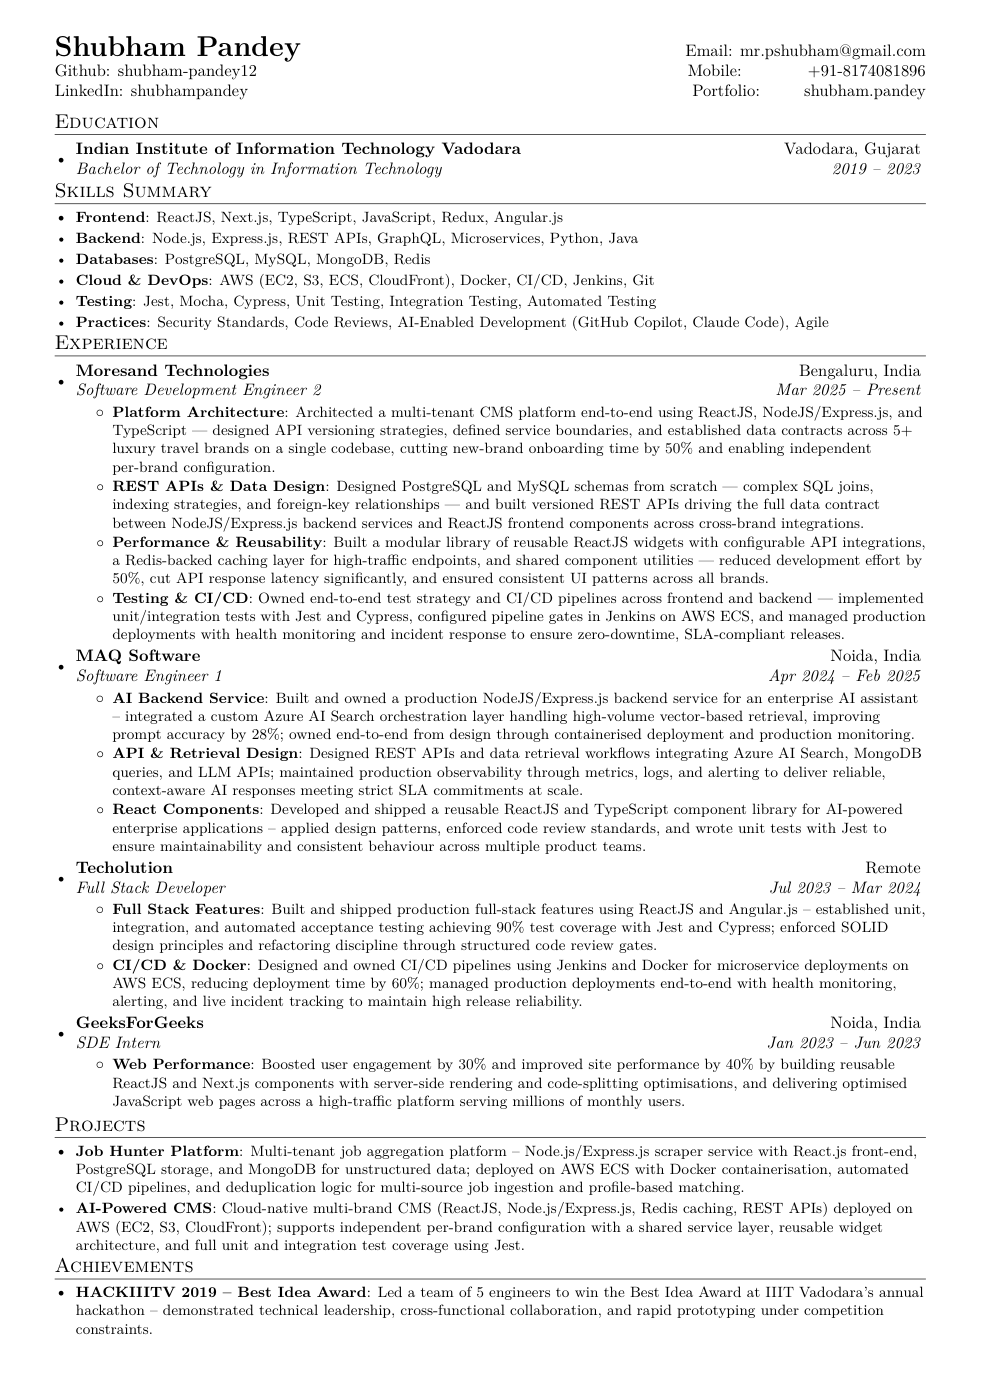 Shubham Pandey
Email: mr.pshubham@gmail.com
Github: shubham-pandey12
Mobile: +91-8174081896
LinkedIn: shubhampandey
Portfolio: shubham.pandey
Education
• Indian Institute of Information Technology Vadodara Vadodara, Gujarat
Bachelor of Technology in Information Technology 2019 – 2023
Skills Summary
• Frontend: ReactJS, Next.js, TypeScript, JavaScript, Redux, Angular.js
• Backend: Node.js, Express.js, REST APIs, GraphQL, Microservices, Python, Java
• Databases: PostgreSQL, MySQL, MongoDB, Redis
• Cloud & DevOps: AWS (EC2, S3, ECS, CloudFront), Docker, CI/CD, Jenkins, Git
• Testing: Jest, Mocha, Cypress, Unit Testing, Integration Testing, Automated Testing
• Practices: Security Standards, Code Reviews, AI-Enabled Development (GitHub Copilot, Claude Code), Agile
Experience
• Moresand Technologies Bengaluru, India
Software Development Engineer 2 Mar 2025 – Present
◦ Platform Architecture: Architected a multi-tenant CMS platform end-to-end using ReactJS, NodeJS/Express.js, and
TypeScript — designed API versioning strategies, defined service boundaries, and established data contracts across 5+
luxury travel brands on a single codebase, cutting new-brand onboarding time by 50% and enabling independent
per-brand configuration.
◦ REST APIs & Data Design: Designed PostgreSQL and MySQL schemas from scratch — complex SQL joins,
indexing strategies, and foreign-key relationships — and built versioned REST APIs driving the full data contract
between NodeJS/Express.js backend services and ReactJS frontend components across cross-brand integrations.
◦ Performance & Reusability: Built a modular library of reusable ReactJS widgets with configurable API integrations,
a Redis-backed caching layer for high-traffic endpoints, and shared component utilities — reduced development effort by
50%, cut API response latency significantly, and ensured consistent UI patterns across all brands.
◦ Testing & CI/CD: Owned end-to-end test strategy and CI/CD pipelines across frontend and backend — implemented
unit/integration tests with Jest and Cypress, configured pipeline gates in Jenkins on AWS ECS, and managed production
deployments with health monitoring and incident response to ensure zero-downtime, SLA-compliant releases.
• MAQ Software Noida, India
Software Engineer 1 Apr 2024 – Feb 2025
◦ AI Backend Service: Built and owned a production NodeJS/Express.js backend service for an enterprise AI assistant
– integrated a custom Azure AI Search orchestration layer handling high-volume vector-based retrieval, improving
prompt accuracy by 28%; owned end-to-end from design through containerised deployment and production monitoring.
◦ API & Retrieval Design: Designed REST APIs and data retrieval workflows integrating Azure AI Search, MongoDB
queries, and LLM APIs; maintained production observability through metrics, logs, and alerting to deliver reliable,
context-aware AI responses meeting strict SLA commitments at scale.
◦ React Components: Developed and shipped a reusable ReactJS and TypeScript component library for AI-powered
enterprise applications – applied design patterns, enforced code review standards, and wrote unit tests with Jest to
ensure maintainability and consistent behaviour across multiple product teams.
• Techolution Remote
Full Stack Developer Jul 2023 – Mar 2024
◦ Full Stack Features: Built and shipped production full-stack features using ReactJS and Angular.js – established unit,
integration, and automated acceptance testing achieving 90% test coverage with Jest and Cypress; enforced SOLID
design principles and refactoring discipline through structured code review gates.
◦ CI/CD & Docker: Designed and owned CI/CD pipelines using Jenkins and Docker for microservice deployments on
AWS ECS, reducing deployment time by 60%; managed production deployments end-to-end with health monitoring,
alerting, and live incident tracking to maintain high release reliability.
• GeeksForGeeks Noida, India
SDE Intern Jan 2023 – Jun 2023
◦ Web Performance: Boosted user engagement by 30% and improved site performance by 40% by building reusable
ReactJS and Next.js components with server-side rendering and code-splitting optimisations, and delivering optimised
JavaScript web pages across a high-traffic platform serving millions of monthly users.
Projects
• Job Hunter Platform: Multi-tenant job aggregation platform – Node.js/Express.js scraper service with React.js front-end,
PostgreSQL storage, and MongoDB for unstructured data; deployed on AWS ECS with Docker containerisation, automated
CI/CD pipelines, and deduplication logic for multi-source job ingestion and profile-based matching.
• AI-Powered CMS: Cloud-native multi-brand CMS (ReactJS, Node.js/Express.js, Redis caching, REST APIs) deployed on
AWS (EC2, S3, CloudFront); supports independent per-brand configuration with a shared service layer, reusable widget
architecture, and full unit and integration test coverage using Jest.
Achievements
• HACKIIITV 2019 – Best Idea Award: Led a team of 5 engineers to win the Best Idea Award at IIIT Vadodara's annual
hackathon – demonstrated technical leadership, cross-functional collaboration, and rapid prototyping under competition
constraints.